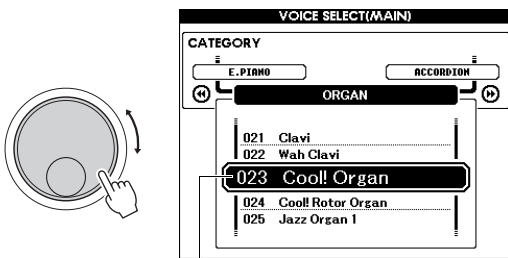 VOICE SELECT(MAIN)
CATEGORY
E.PIANO ACCORDION
ORGAN
021 Clavi
022 Wah Clavi
023 Cool! Organ
024 Cool! Rotor Organ
025 Jazz Organ 1